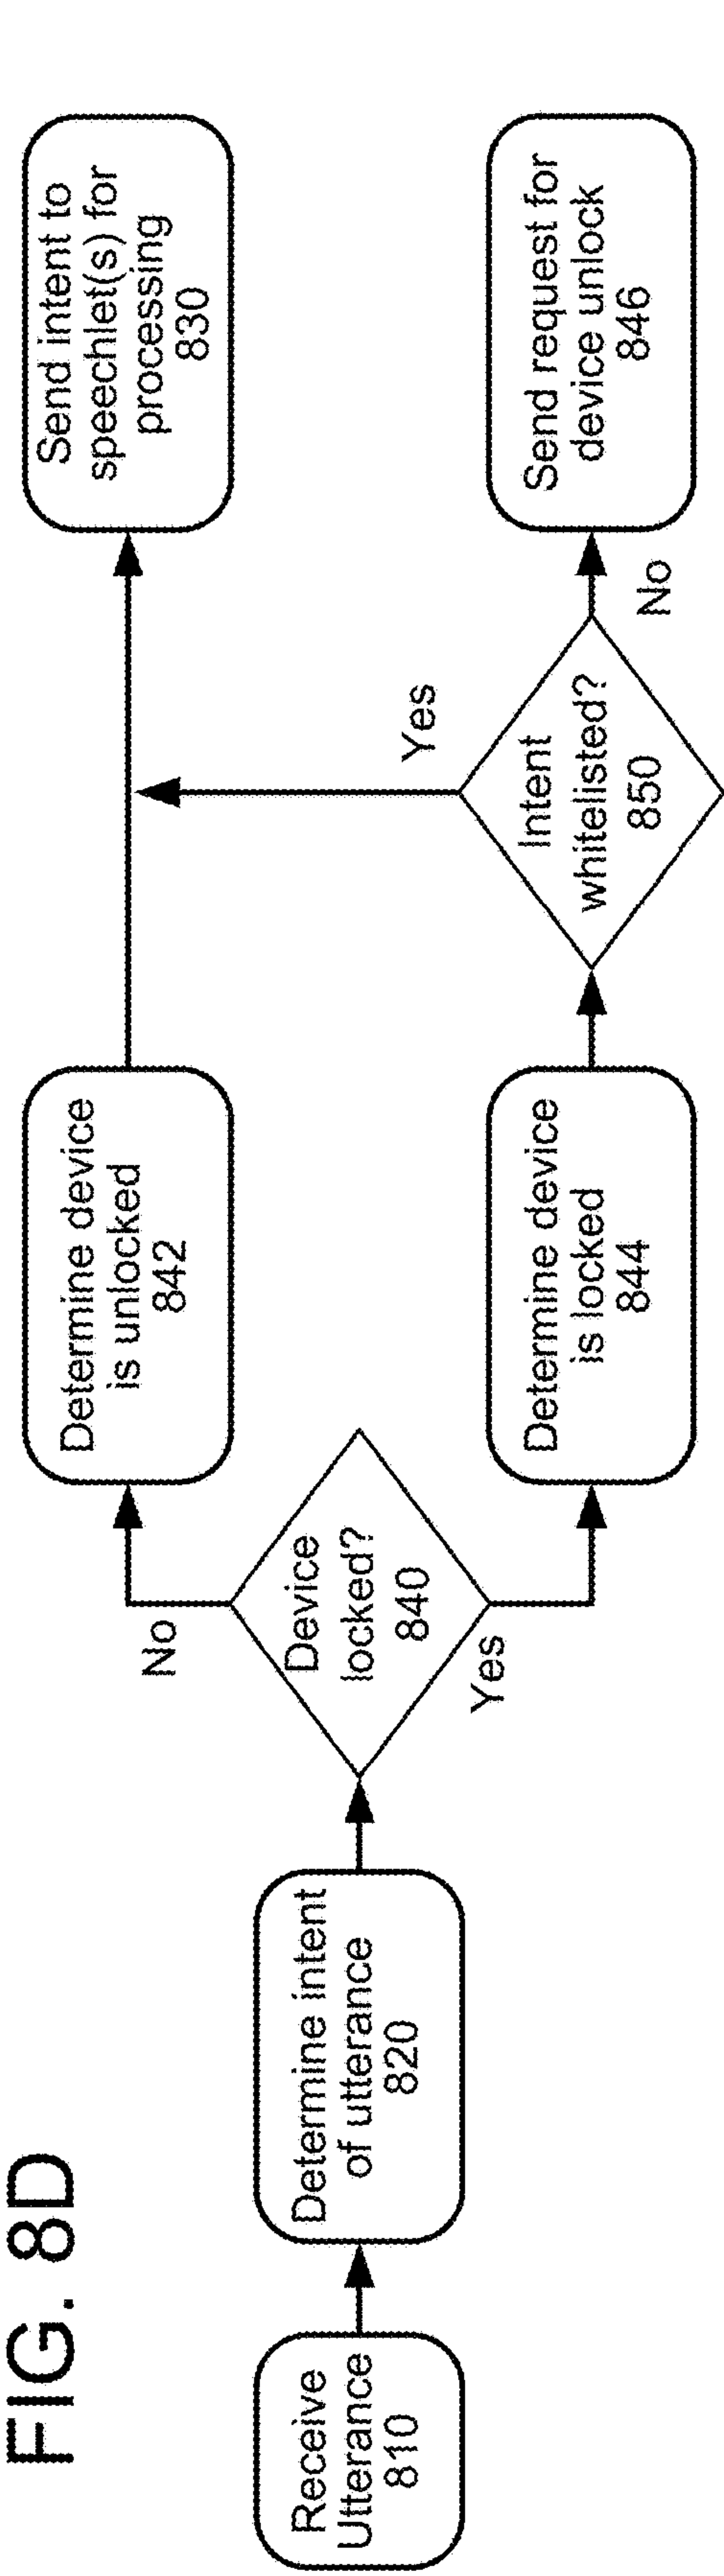 FIG. 8D
Receive
Utterance
810
Determine intent
of utterance
820
Device
locked?
840
No
Yes
Determine device
is unlocked
842
Determine device
is locked
844
Intent
whitelisted?
850
Yes
No
Send intent to
speechlet(s) for
processing
830
Send request for
device unlock
846